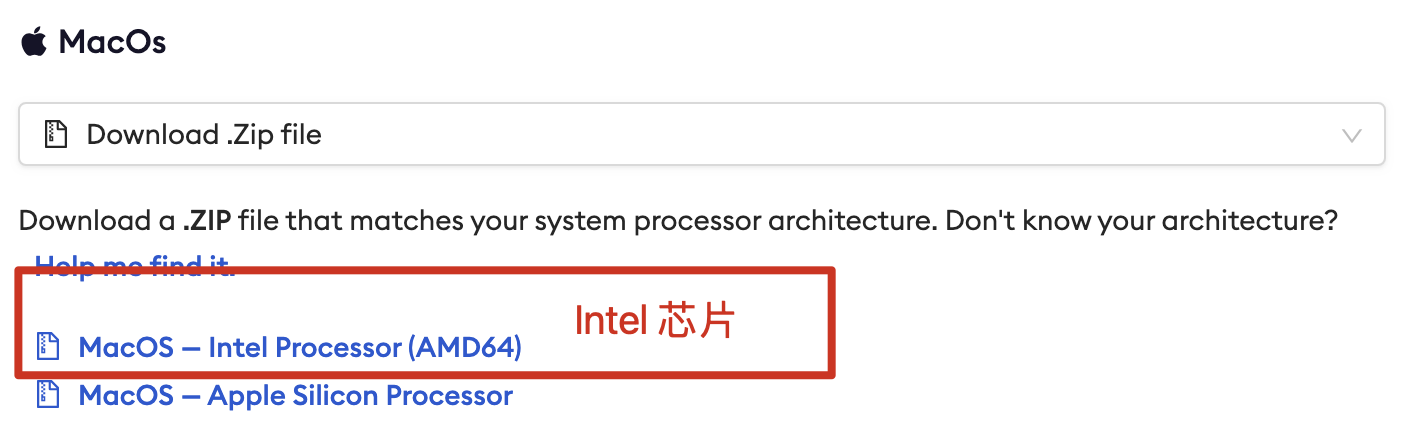 MacOs
Download .Zip file
Download a .ZIP file that matches your system processor architecture. Don't know your architecture?
Help me find it.
Intel 芯片
MacOS — Intel Processor (AMD64)
MacOS — Apple Silicon Processor